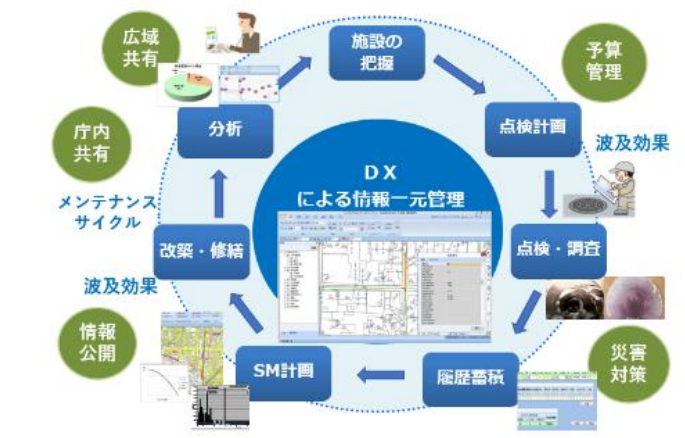 広域
共有
施設の
把握
予算
管理
分析
点検計画
庁内
共有
波及効果
DX
による情報一元管理
メンテナンス
サイクル
改築・修繕
点検・調査
波及効果
情報
公開
SM計画
履歴蓄積
災害
対策